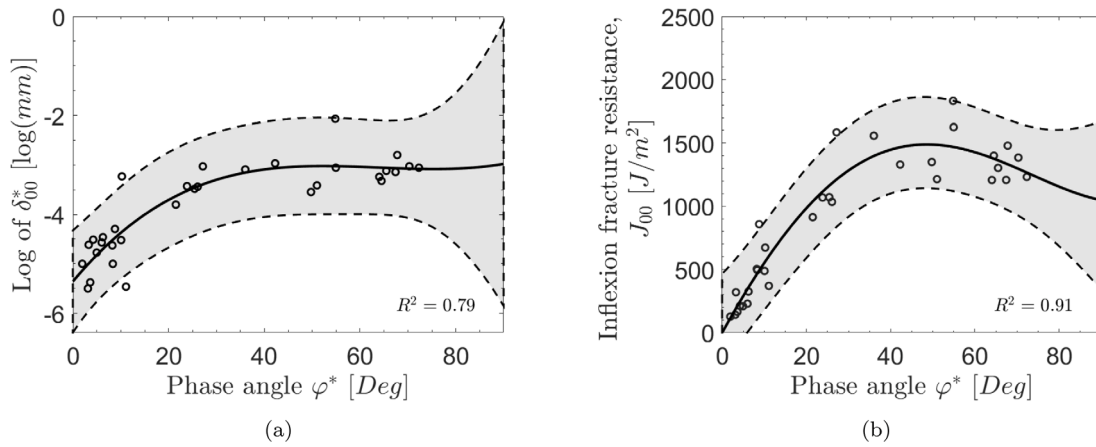 Log of δ*₀₀ [log(mm)]
0
-2
-4
-6
0 20 40 60 80
R² = 0.79
Phase angle φ* [Deg]
(a)
Inflexion fracture resistance,
J₀₀ [J/m²]
2500
2000
1500
1000
500
0
0 20 40 60 80
R² = 0.91
Phase angle φ* [Deg]
(b)